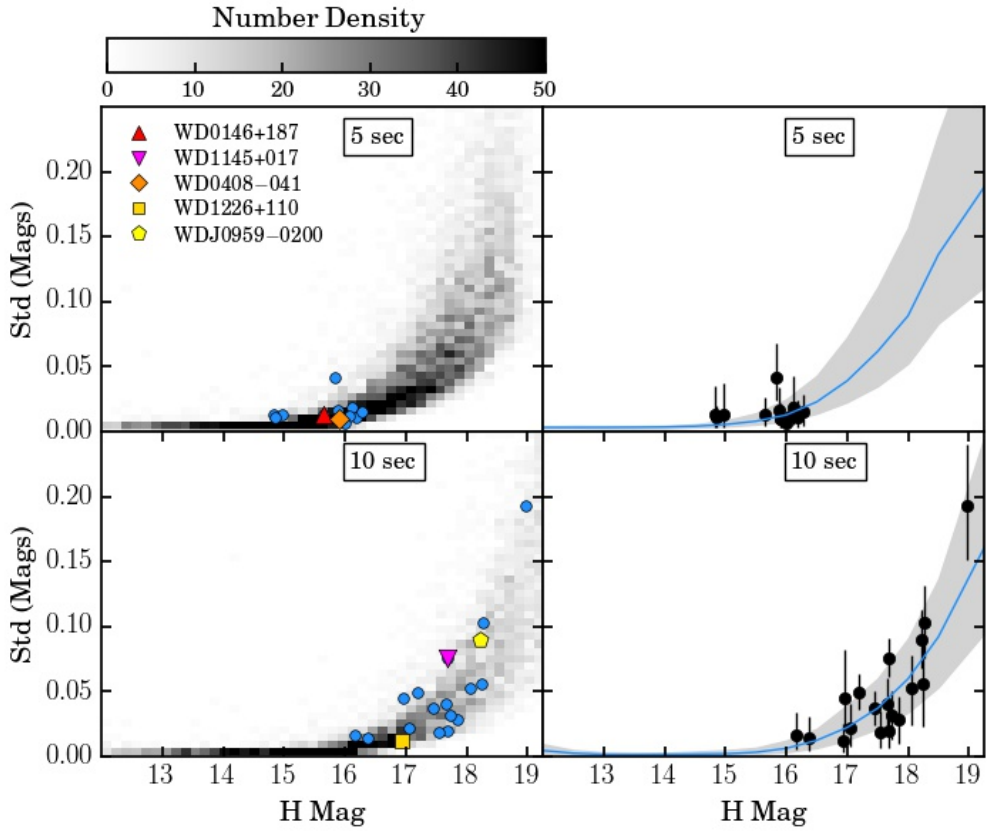 Number Density
0 10 20 30 40 50
WD0146+187
WD1145+017
WD0408−041
WD1226+110
WDJ0959−0200
5 sec
5 sec
Std (Mags)
0.20
0.15
0.10
0.05
0.00
10 sec
10 sec
Std (Mags)
0.20
0.15
0.10
0.05
0.00
13 14 15 16 17 18 19
13 14 15 16 17 18 19
H Mag
H Mag